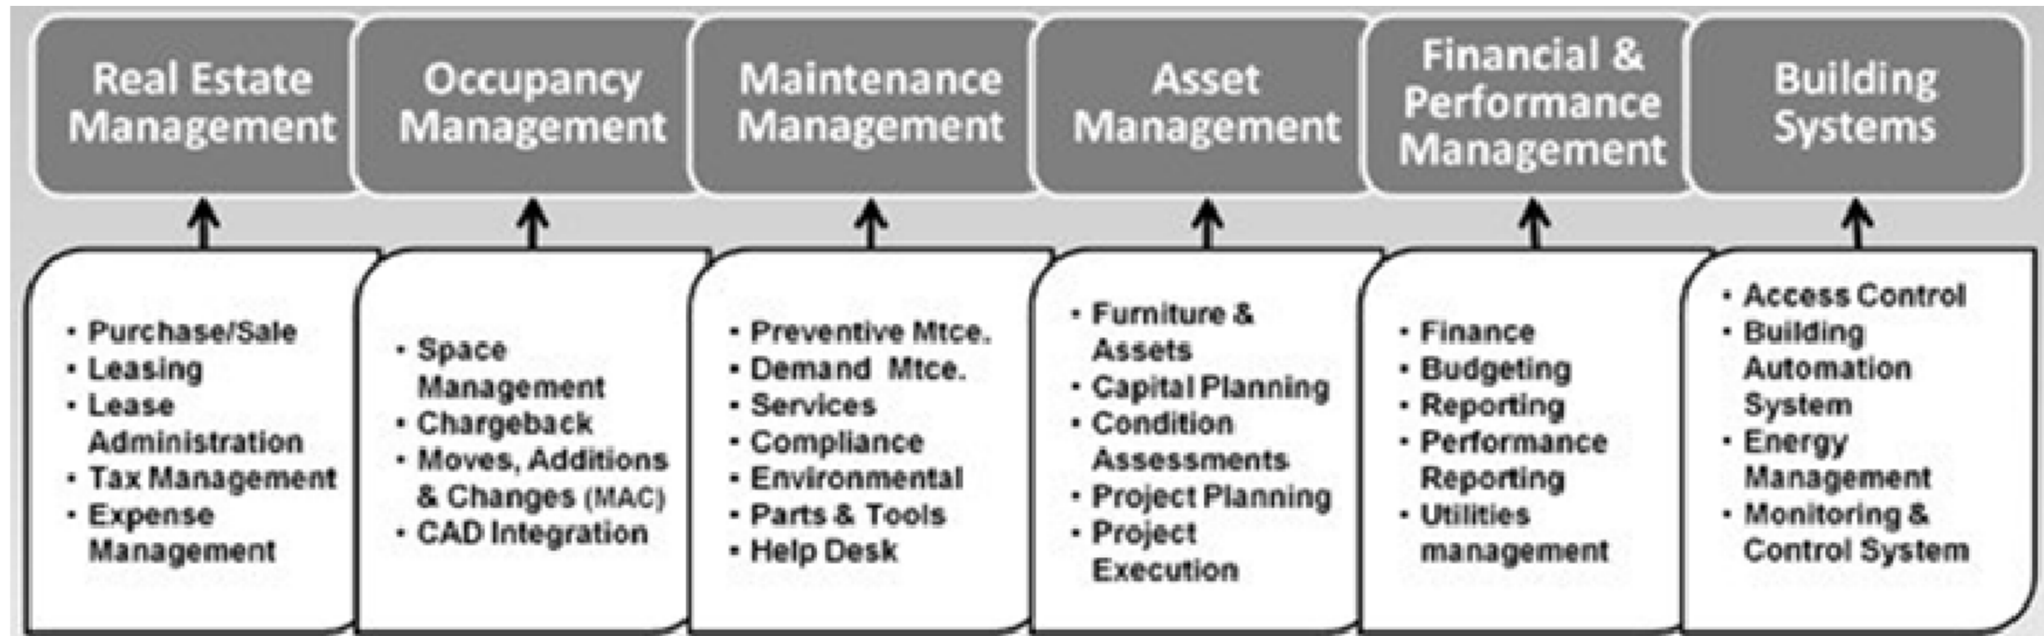 Real Estate
Management
Occupancy
Management
Maintenance
Management
Asset
Management
Financial &
Performance
Management
Building
Systems
• Purchase/Sale
• Leasing
• Lease
Administration
• Tax Management
• Expense
Management
• Space
Management
• Chargeback
• Moves, Additions
& Changes (MAC)
• CAD Integration
• Preventive Mtce.
• Demand Mtce.
• Services
• Compliance
• Environmental
• Parts & Tools
• Help Desk
• Furniture &
Assets
• Capital Planning
• Condition
Assessments
• Project Planning
• Project
Execution
• Finance
• Budgeting
• Reporting
• Performance
Reporting
• Utilities
management
• Access Control
• Building
Automation
System
• Energy
Management
• Monitoring &
Control System